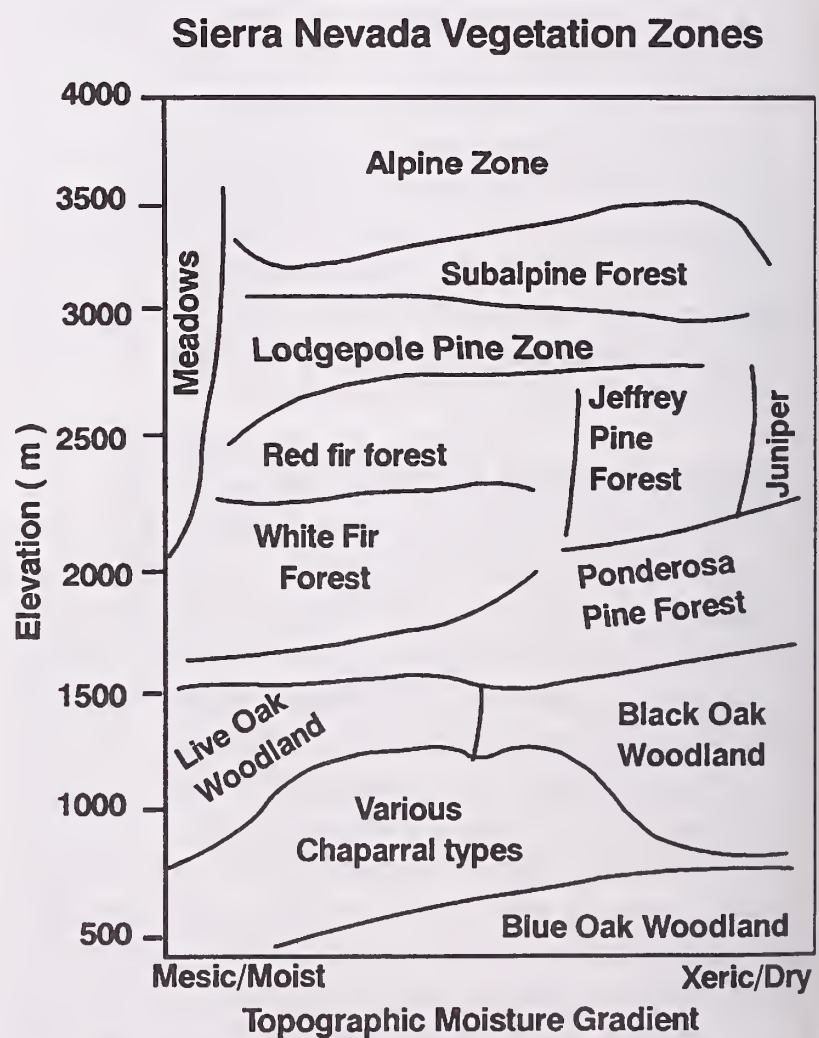 Sierra Nevada Vegetation Zones
4000
3500
3000
2500
2000
1500
1000
500
Elevation ( m )
Alpine Zone
Meadows
Subalpine Forest
Lodgepole Pine Zone
Jeffrey
Pine
Forest
Juniper
Red fir forest
White Fir
Forest
Ponderosa
Pine Forest
Live Oak
Woodland
Black Oak
Woodland
Various
Chaparral types
Blue Oak Woodland
Mesic/Moist
Xeric/Dry
Topographic Moisture Gradient